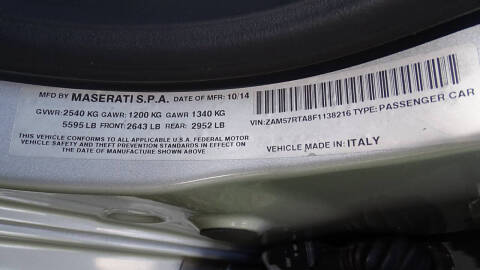 MFD BY MASERATI S.P.A. DATE OF MFR: 10/14
GVWR: 2540 KG GAWR: 1200 KG GAWR 1340 KG
5595 LB FRONT: 2643 LB REAR: 2952 LB
THIS VEHICLE CONFORMS TO ALL APPLICABLE U.S.A. FEDERAL MOTOR
VEHICLE SAFETY AND THEFT PREVENTION STANDARDS IN EFFECT ON
THE DATE OF MANUFACTURE SHOWN ABOVE.
VIN: ZAM57RTA8F1138216 TYPE: PASSENGER CAR
VEHICLE MADE IN: ITALY